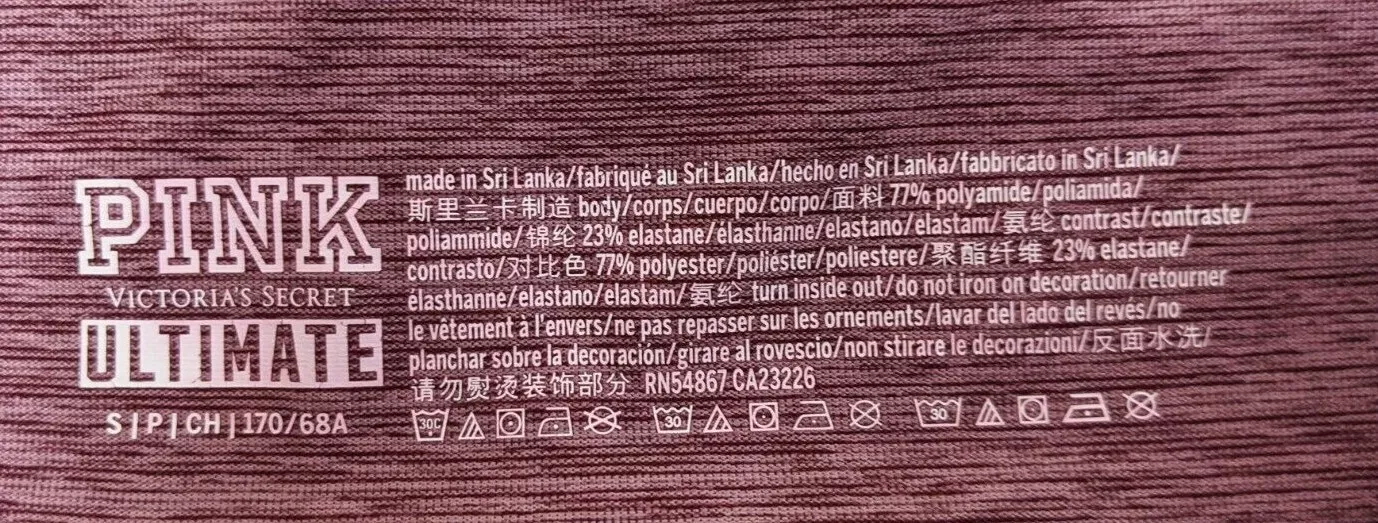 PINK
VICTORIA'S SECRET
ULTIMATE
S | P | CH | 170/68A
made in Sri Lanka/fabriqué au Sri Lanka/hecho en Sri Lanka/fabbricato in Sri Lanka/
斯里兰卡制造 body/corps/cuerpo/corpo/面料 77% polyamide/poliamida/
poliammide/锦纶 23% elastane/élasthanne/elastano/elastam/氨纶 contrast/contraste/
contrasto/对比色 77% polyester/poliéster/poliestere/聚酯纤维 23% elastane/
élasthanne/elastano/elastam/氨纶 turn inside out/do not iron on decoration/retourner
le vêtement à l'envers/ne pas repasser sur les ornements/lavar del lado del revés/no
planchar sobre la decoración/girare al rovescio/non stirare le decorazioni/反面水洗/
请勿熨烫装饰部分 RN54867 CA23226
30C 30 30